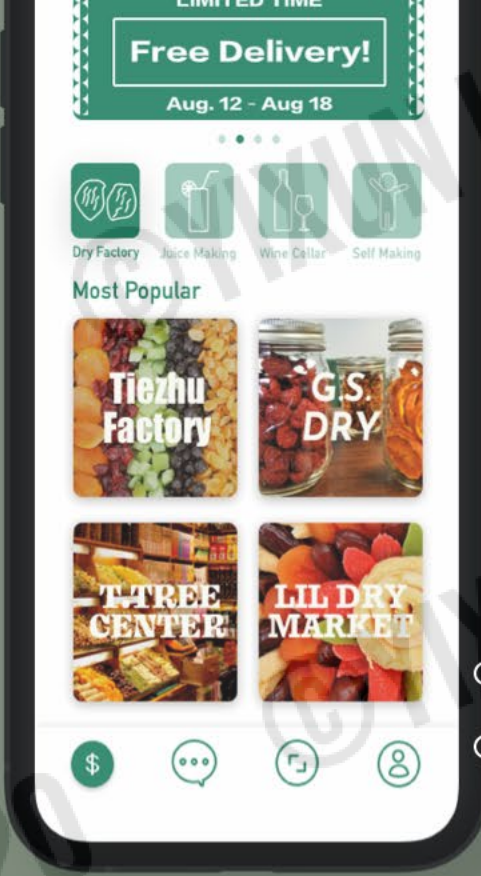 LIMITED TIME
Free Delivery!
Aug. 12 - Aug 18
Dry Factory
Juice Making
Wine Cellar
Self Making
Most Popular
Tiezhu
Factory
G.S.
DRY
T.TREE
CENTER
LIL DRY
MARKET
$
©YIXUN